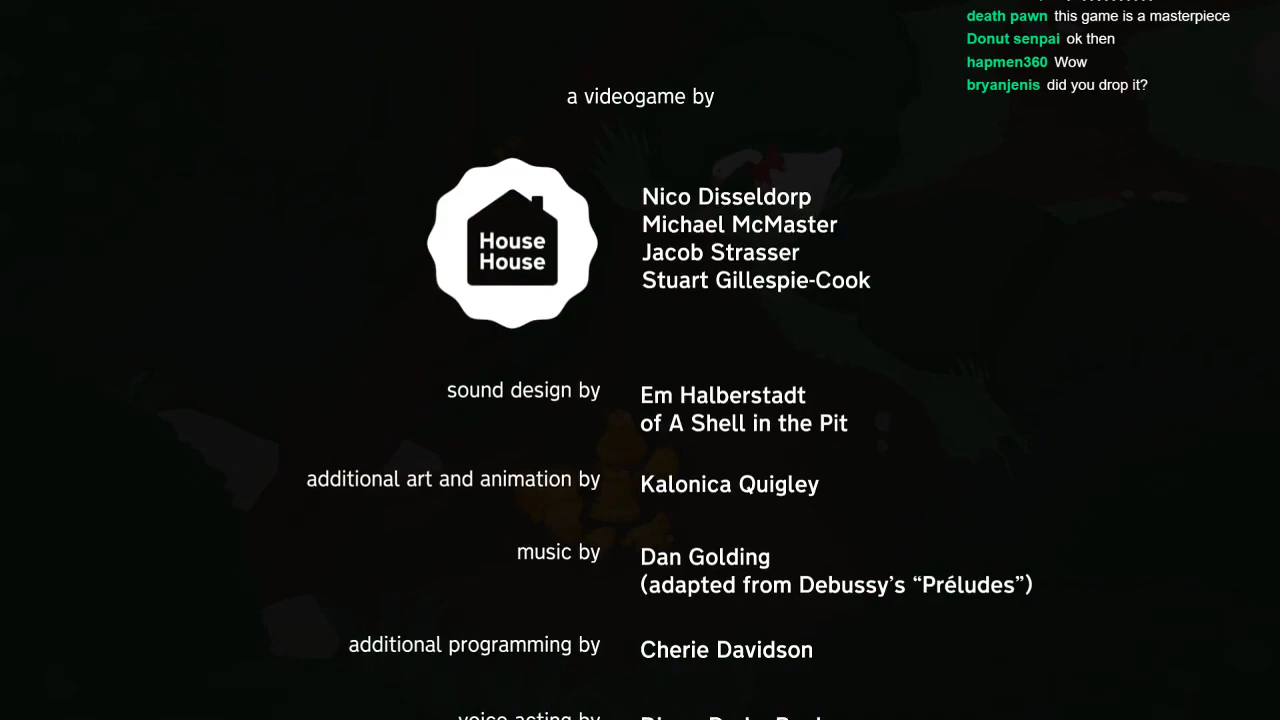 death pawn this game is a masterpiece
Donut senpai ok then
hapmen360 Wow
bryanjenis did you drop it?
a videogame by
House
House
Nico Disseldorp
Michael McMaster
Jacob Strasser
Stuart Gillespie-Cook
sound design by
Em Halberstadt
of A Shell in the Pit
additional art and animation by
Kalonica Quigley
music by
Dan Golding
(adapted from Debussy's “Préludes”)
additional programming by
Cherie Davidson
voice acting by